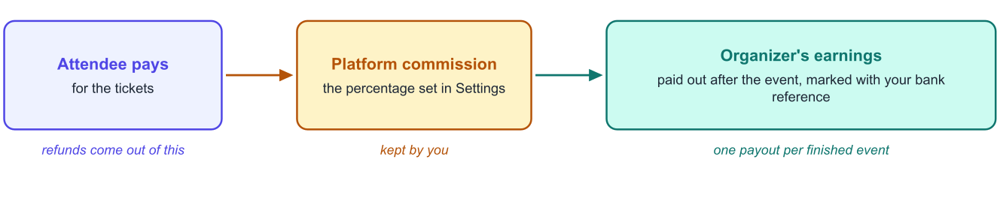 Attendee pays
for the tickets
refunds come out of this
Platform commission
the percentage set in Settings
kept by you
Organizer's earnings
paid out after the event, marked with your bank
reference
one payout per finished event